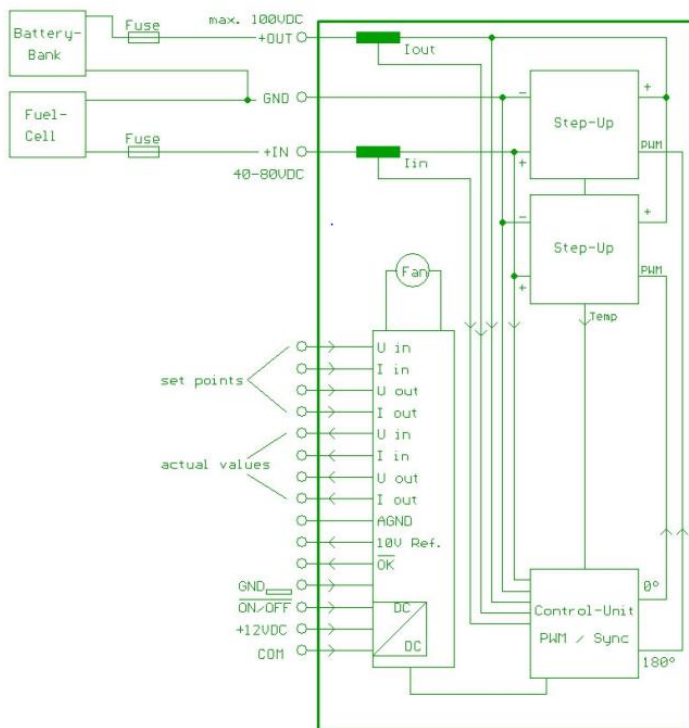 max. 100VDC
Battery-
Bank
Fuse
+OUT
Iout
GND
-
+
Step-Up
PWM
Fuel-
Cell
Fuse
+IN
+
40-80VDC
Iin
-
+
Step-Up
PWM
+
Fan
Temp
set points
U in
I in
U out
I out
actual values
U in
I in
U out
I out
AGND
10V Ref.
OK
GND
ON/OFF
+12VDC
COM
DC
DC
0°
Control-Unit
PWM / Sync
180°